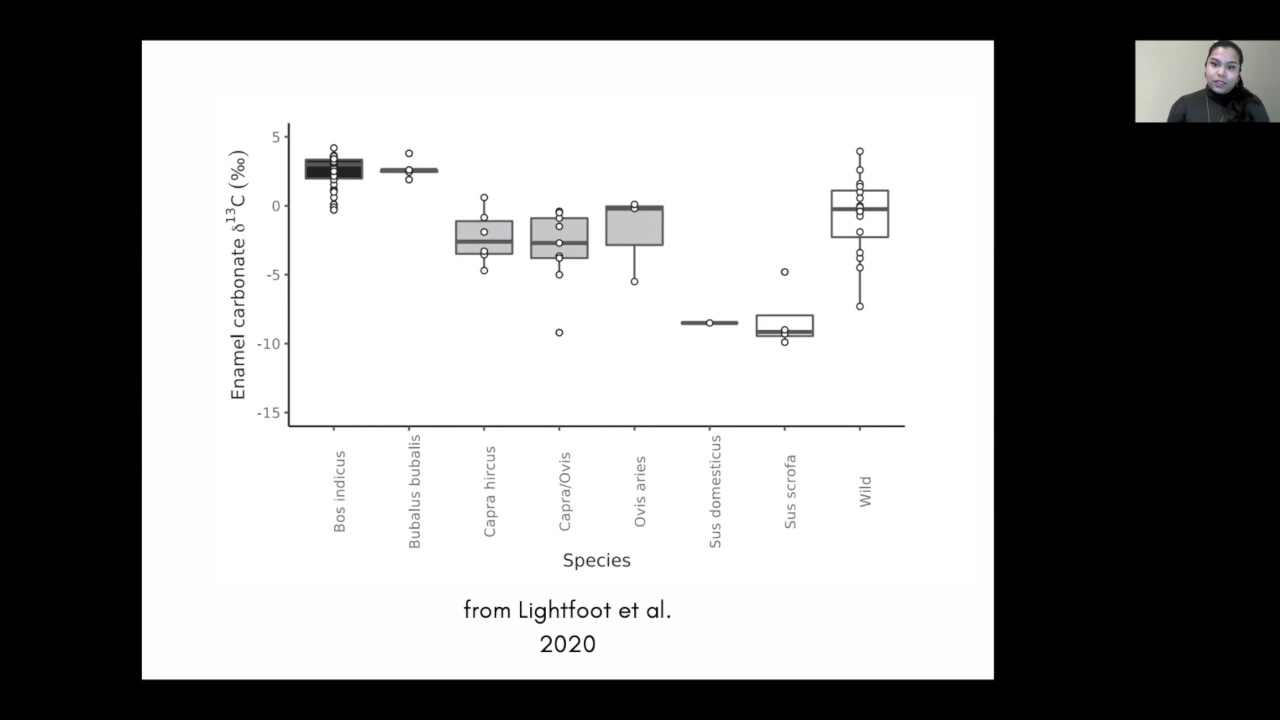 5
0
-5
-10
-15
Enamel carbonate δ¹³C (‰)
Bos indicus
Bubalus bubalis
Capra hircus
Capra/Ovis
Ovis aries
Sus domesticus
Sus scrofa
Wild
Species
from Lightfoot et al.
2020